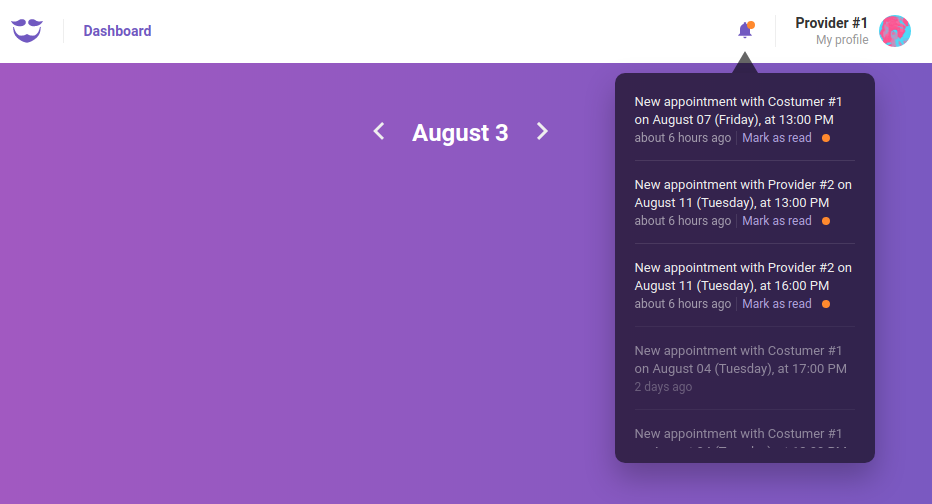 Dashboard
Provider #1
My profile
August 3
New appointment with Costumer #1
on August 07 (Friday), at 13:00 PM
about 6 hours ago Mark as read
New appointment with Provider #2 on
August 11 (Tuesday), at 13:00 PM
about 6 hours ago Mark as read
New appointment with Provider #2 on
August 11 (Tuesday), at 16:00 PM
about 6 hours ago Mark as read
New appointment with Costumer #1
on August 04 (Tuesday), at 17:00 PM
2 days ago
New appointment with Costumer #1